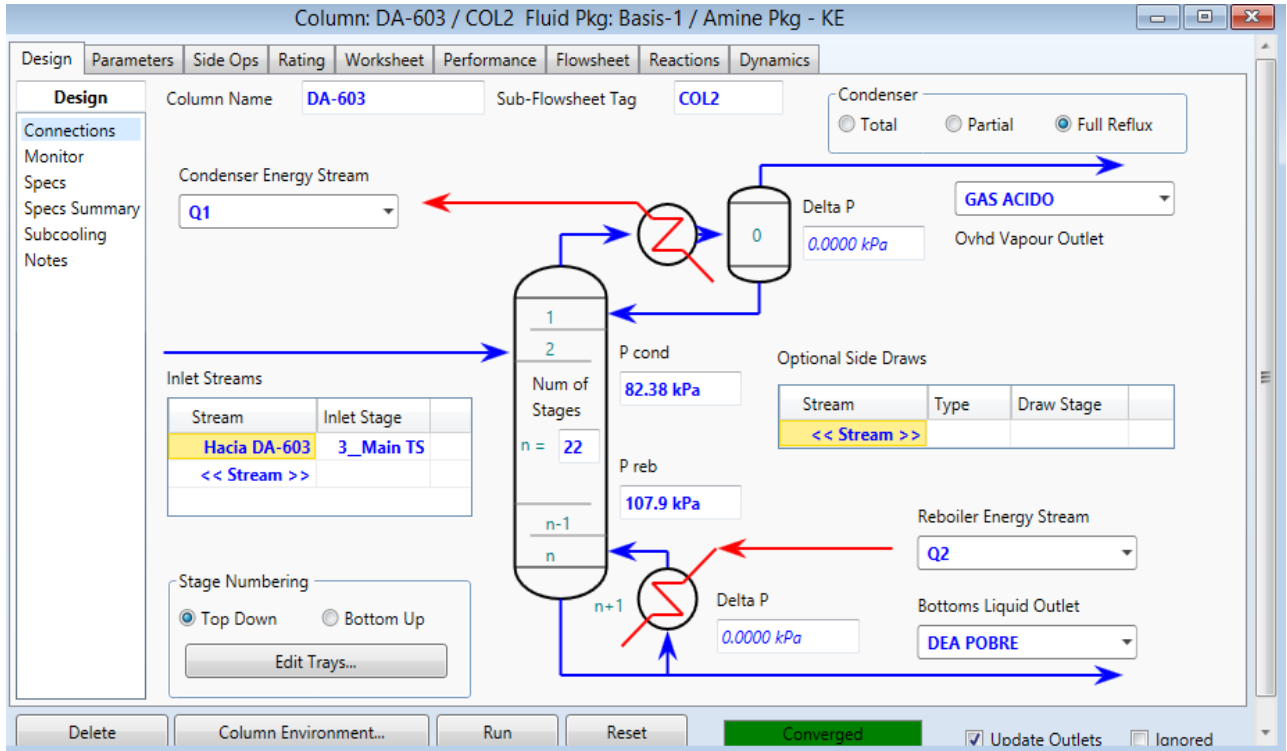 Column: DA-603 / COL2 Fluid Pkg: Basis-1 / Amine Pkg - KE
Design Parameters Side Ops Rating Worksheet Performance Flowsheet Reactions Dynamics
Design
Connections
Monitor
Specs
Specs Summary
Subcooling
Notes
Column Name DA-603 Sub-Flowsheet Tag COL2
Condenser
Total Partial Full Reflux
Condenser Energy Stream
Q1
0
Delta P
0.0000 kPa
GAS ACIDO
Ovhd Vapour Outlet
1
2
Num of
Stages
n = 22
n-1
n
n+1
P cond
82.38 kPa
P reb
107.9 kPa
Inlet Streams
Stream Inlet Stage
Hacia DA-603 3__Main TS
<< Stream >>
Optional Side Draws
Stream Type Draw Stage
<< Stream >>
Stage Numbering
Top Down Bottom Up
Edit Trays...
Delta P
0.0000 kPa
Reboiler Energy Stream
Q2
Bottoms Liquid Outlet
DEA POBRE
Delete Column Environment... Run Reset Converged Update Outlets Ignored